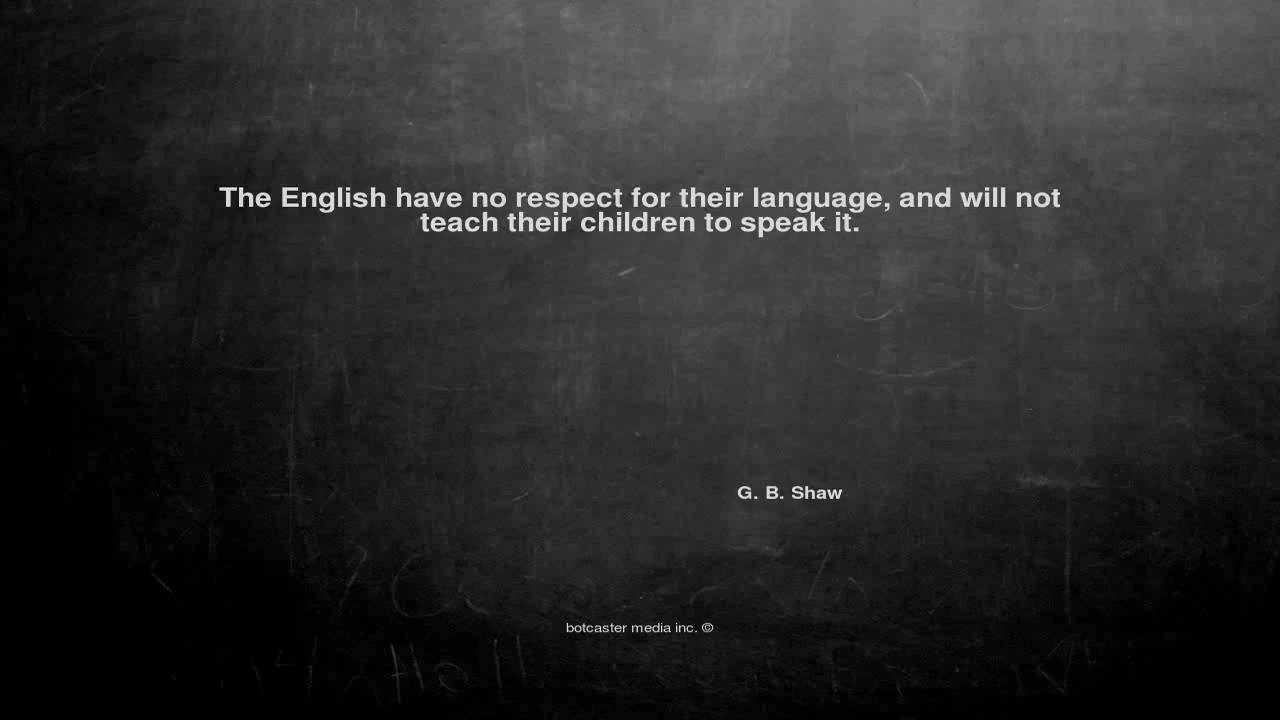 The English have no respect for their language, and will not
teach their children to speak it.
G. B. Shaw
botcaster media inc. ©